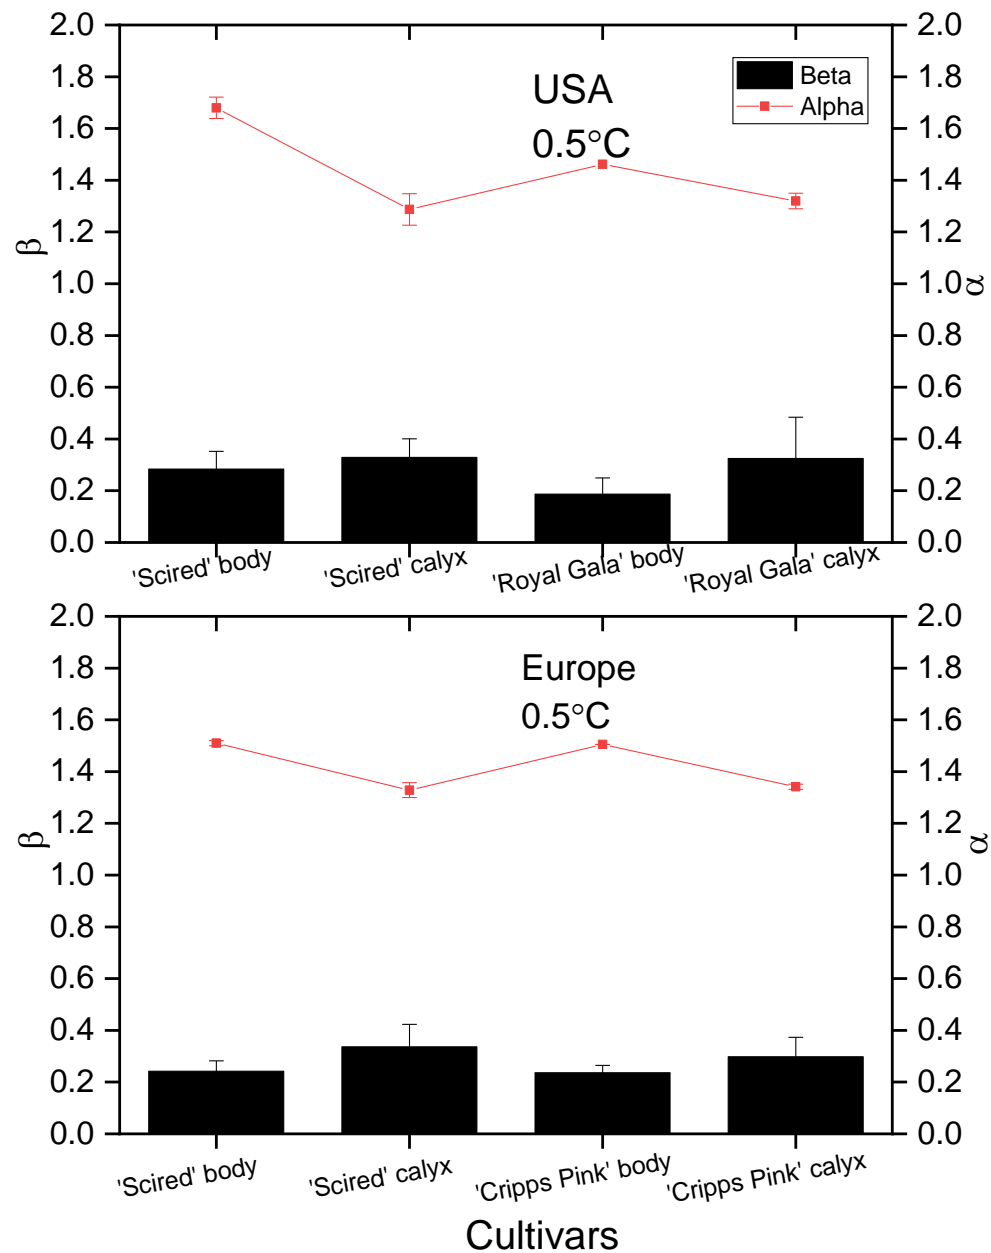 2.0
1.8
1.6
1.4
1.2
1.0
0.8
0.6
0.4
0.2
0.0
β
USA
0.5°C
Beta
Alpha
2.0
1.8
1.6
1.4
1.2
1.0
0.8
0.6
0.4
0.2
0.0
α
'Scired' body
'Scired' calyx
'Royal Gala' body
'Royal Gala' calyx
2.0
1.8
1.6
1.4
1.2
1.0
0.8
0.6
0.4
0.2
0.0
β
Europe
0.5°C
2.0
1.8
1.6
1.4
1.2
1.0
0.8
0.6
0.4
0.2
0.0
α
'Scired' body
'Scired' calyx
'Cripps Pink' body
'Cripps Pink' calyx
Cultivars